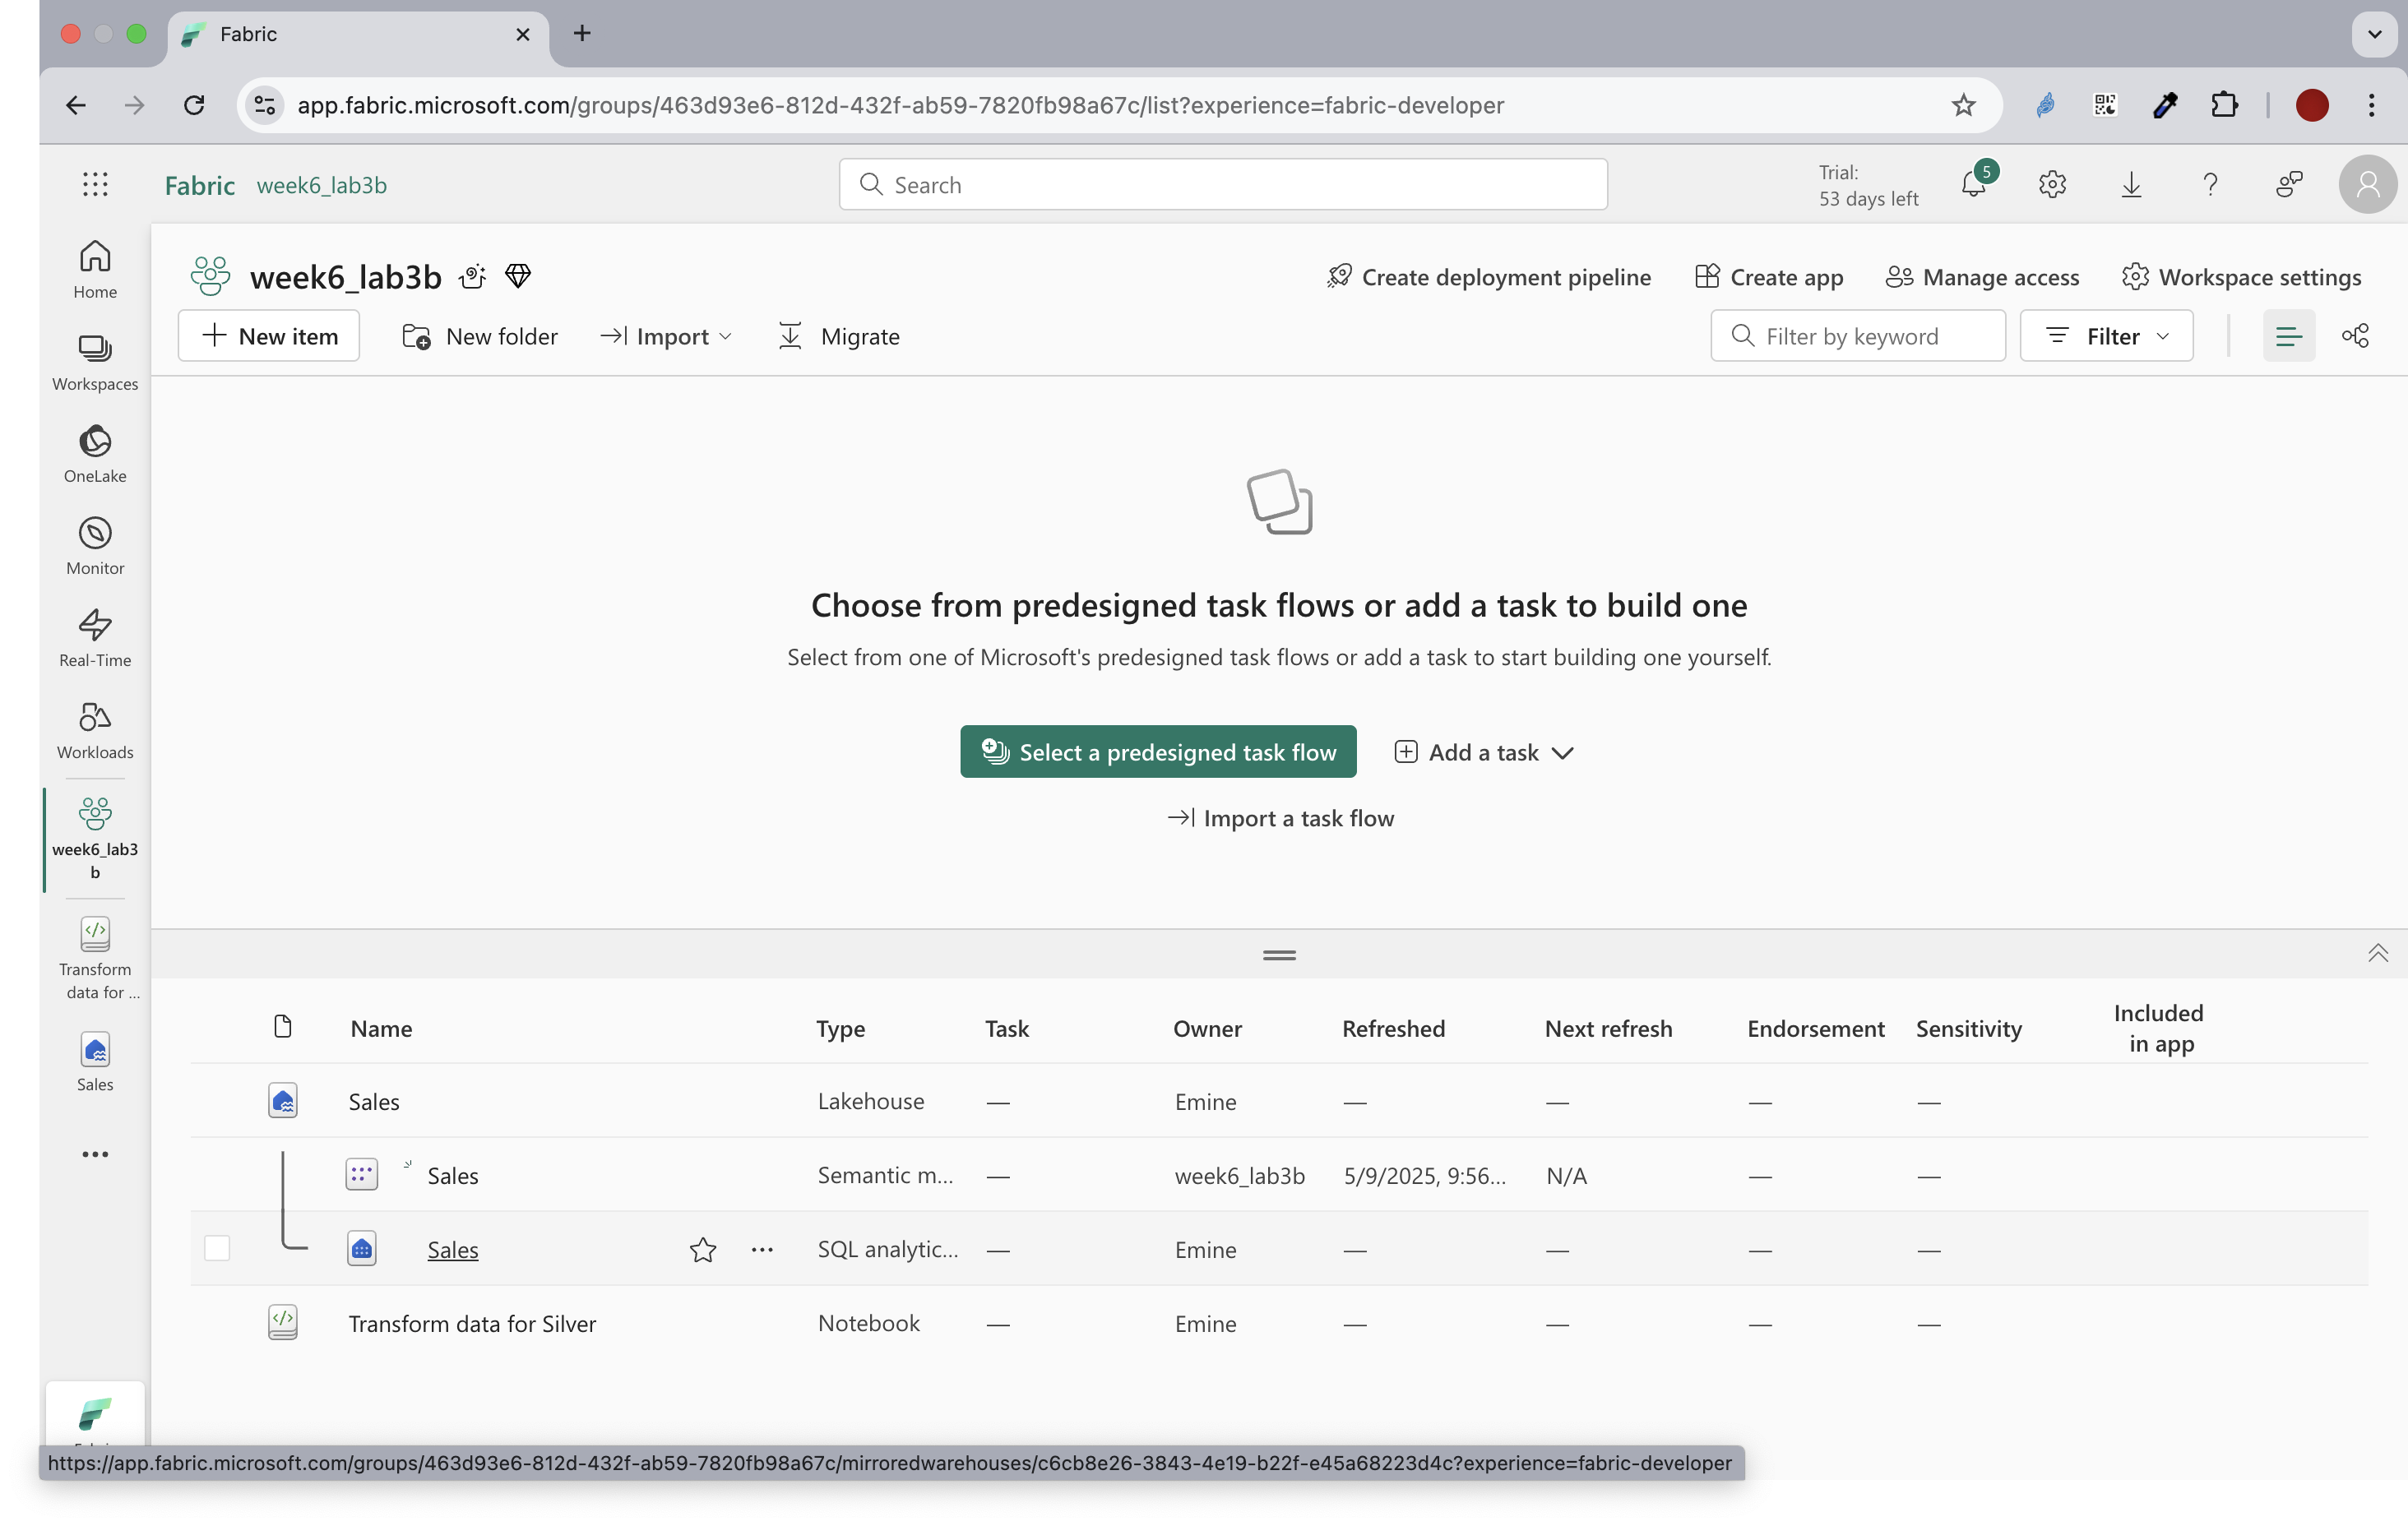 Fabric
app.fabric.microsoft.com/groups/463d93e6-812d-432f-ab59-7820fb98a67c/list?experience=fabric-developer
Fabric week6_lab3b
Search
Trial:
53 days left
5
Home
Workspaces
OneLake
Monitor
Real-Time
Workloads
week6_lab3
b
Transform
data for ...
Sales
week6_lab3b
Create deployment pipeline Create app Manage access Workspace settings
New item New folder Import Migrate
Filter by keyword Filter
Choose from predesigned task flows or add a task to build one
Select from one of Microsoft's predesigned task flows or add a task to start building one yourself.
Select a predesigned task flow Add a task
Import a task flow
Name Type Task Owner Refreshed Next refresh Endorsement Sensitivity Included
in app
Sales Lakehouse — Emine — — — —
Sales Semantic m... — week6_lab3b 5/9/2025, 9:56... N/A — —
Sales SQL analytic... — Emine — — — —
Transform data for Silver Notebook — Emine — — — —
https://app.fabric.microsoft.com/groups/463d93e6-812d-432f-ab59-7820fb98a67c/mirroredwarehouses/c6cb8e26-3843-4e19-b22f-e45a68223d4c?experience=fabric-developer